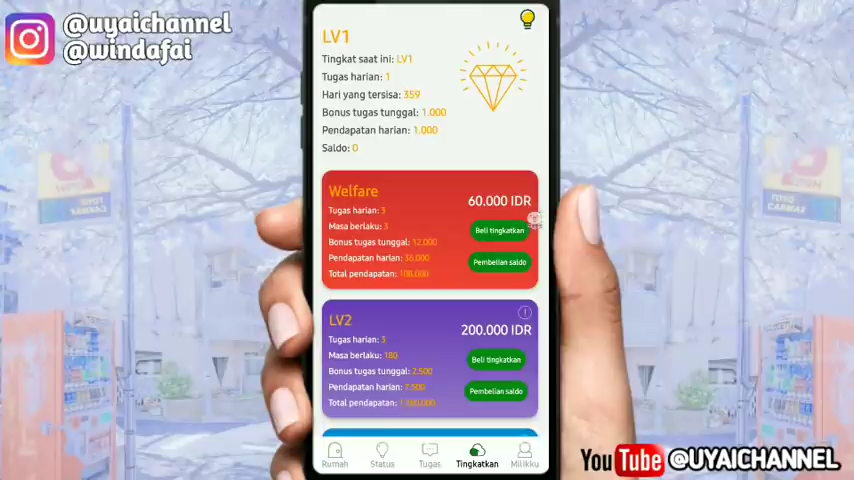 @uyaichannel
@windafai
LV1
Tingkat saat ini: LV1
Tugas harian: 1
Hari yang tersisa: 359
Bonus tugas tunggal: 1.000
Pendapatan harian: 1.000
Saldo: 0
Welfare
60.000 IDR
Tugas harian: 3
Masa berlaku: 3
Beli tingkatkan
Bonus tugas tunggal: 12.000
Pendapatan harian: 36.000
Pembelian saldo
Total pendapatan: 108.000
LV2
200.000 IDR
Tugas harian: 3
Masa berlaku: 180
Beli tingkatkan
Bonus tugas tunggal: 2.500
Pendapatan harian: 7.500
Pembelian saldo
Total pendapatan:
Rumah
Status
Tugas
Tingkatkan
Milikku
YouTube @UYAICHANNEL